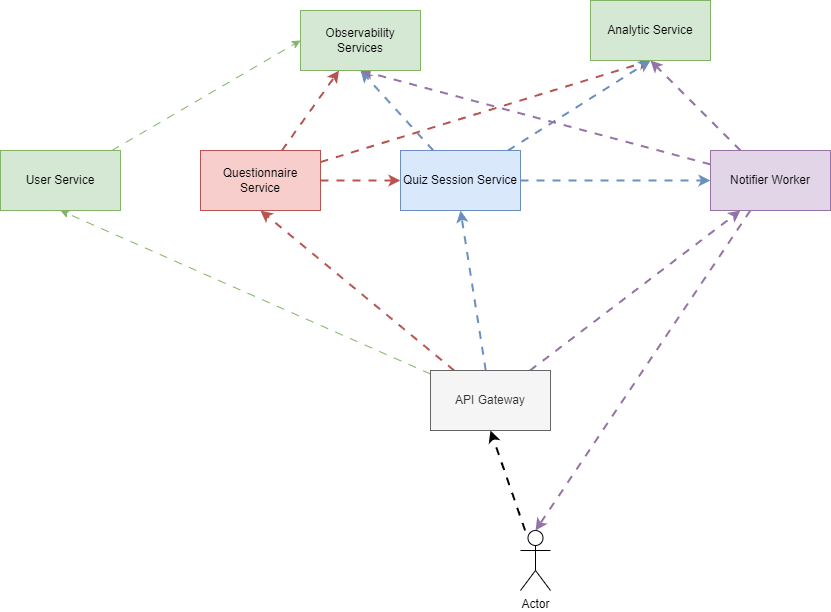 Observability
Services
Analytic Service
User Service
Questionnaire
Service
Quiz Session Service
Notifier Worker
API Gateway
Actor